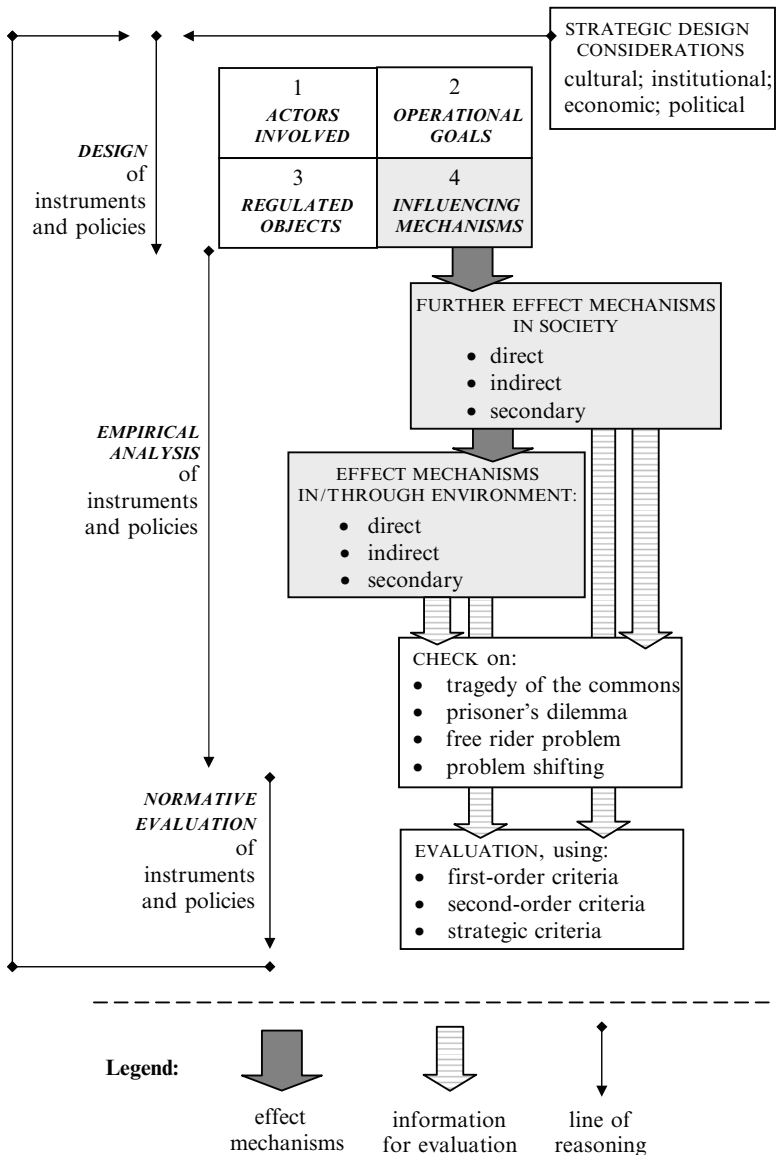 STRATEGIC DESIGN
CONSIDERATIONS
cultural; institutional;
economic; political
1
ACTORS
INVOLVED
2
OPERATIONAL
GOALS
3
REGULATED
OBJECTS
4
INFLUENCING
MECHANISMS
DESIGN
of
instruments
and policies
FURTHER EFFECT MECHANISMS
IN SOCIETY
• direct
• indirect
• secondary
EMPIRICAL
ANALYSIS
of
instruments
and policies
EFFECT MECHANISMS
IN/THROUGH ENVIRONMENT:
• direct
• indirect
• secondary
CHECK on:
• tragedy of the commons
• prisoner's dilemma
• free rider problem
• problem shifting
NORMATIVE
EVALUATION
of
instruments
and policies
EVALUATION, using:
• first-order criteria
• second-order criteria
• strategic criteria
Legend:
effect
mechanisms
information
for evaluation
line of
reasoning